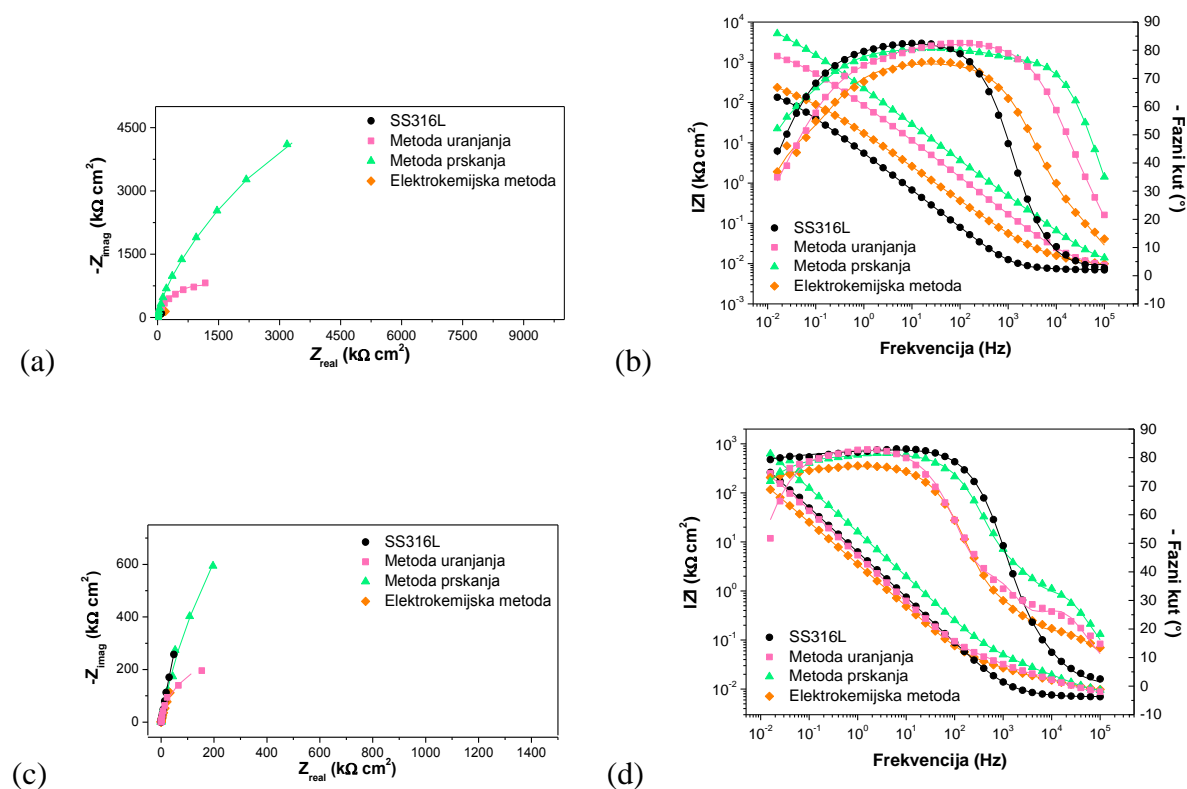 4500
3000
1500
0
-Z_imag (kΩ cm²)
0 1500 3000 4500 6000 7500 9000
Z_real (kΩ cm²)
SS316L
Metoda uranjanja
Metoda prskanja
Elektrokemijska metoda
(a)
10⁴
10³
10²
10¹
10⁰
10⁻¹
10⁻²
10⁻³
|Z| (kΩ cm²)
90
80
70
60
50
40
30
20
10
0
-10
- Fazni kut (°)
SS316L
Metoda uranjanja
Metoda prskanja
Elektrokemijska metoda
10⁻² 10⁻¹ 10⁰ 10¹ 10² 10³ 10⁴ 10⁵
Frekvencija (Hz)
(b)
600
400
200
0
-Z_imag (kΩ cm²)
0 200 400 600 800 1000 1200 1400
Z_real (kΩ cm²)
SS316L
Metoda uranjanja
Metoda prskanja
Elektrokemijska metoda
(c)
10³
10²
10¹
10⁰
10⁻¹
10⁻²
|Z| (kΩ cm²)
90
80
70
60
50
40
30
20
10
0
-10
- Fazni kut (°)
SS316L
Metoda uranjanja
Metoda prskanja
Elektrokemijska metoda
10⁻² 10⁻¹ 10⁰ 10¹ 10² 10³ 10⁴ 10⁵
Frekvencija (Hz)
(d)